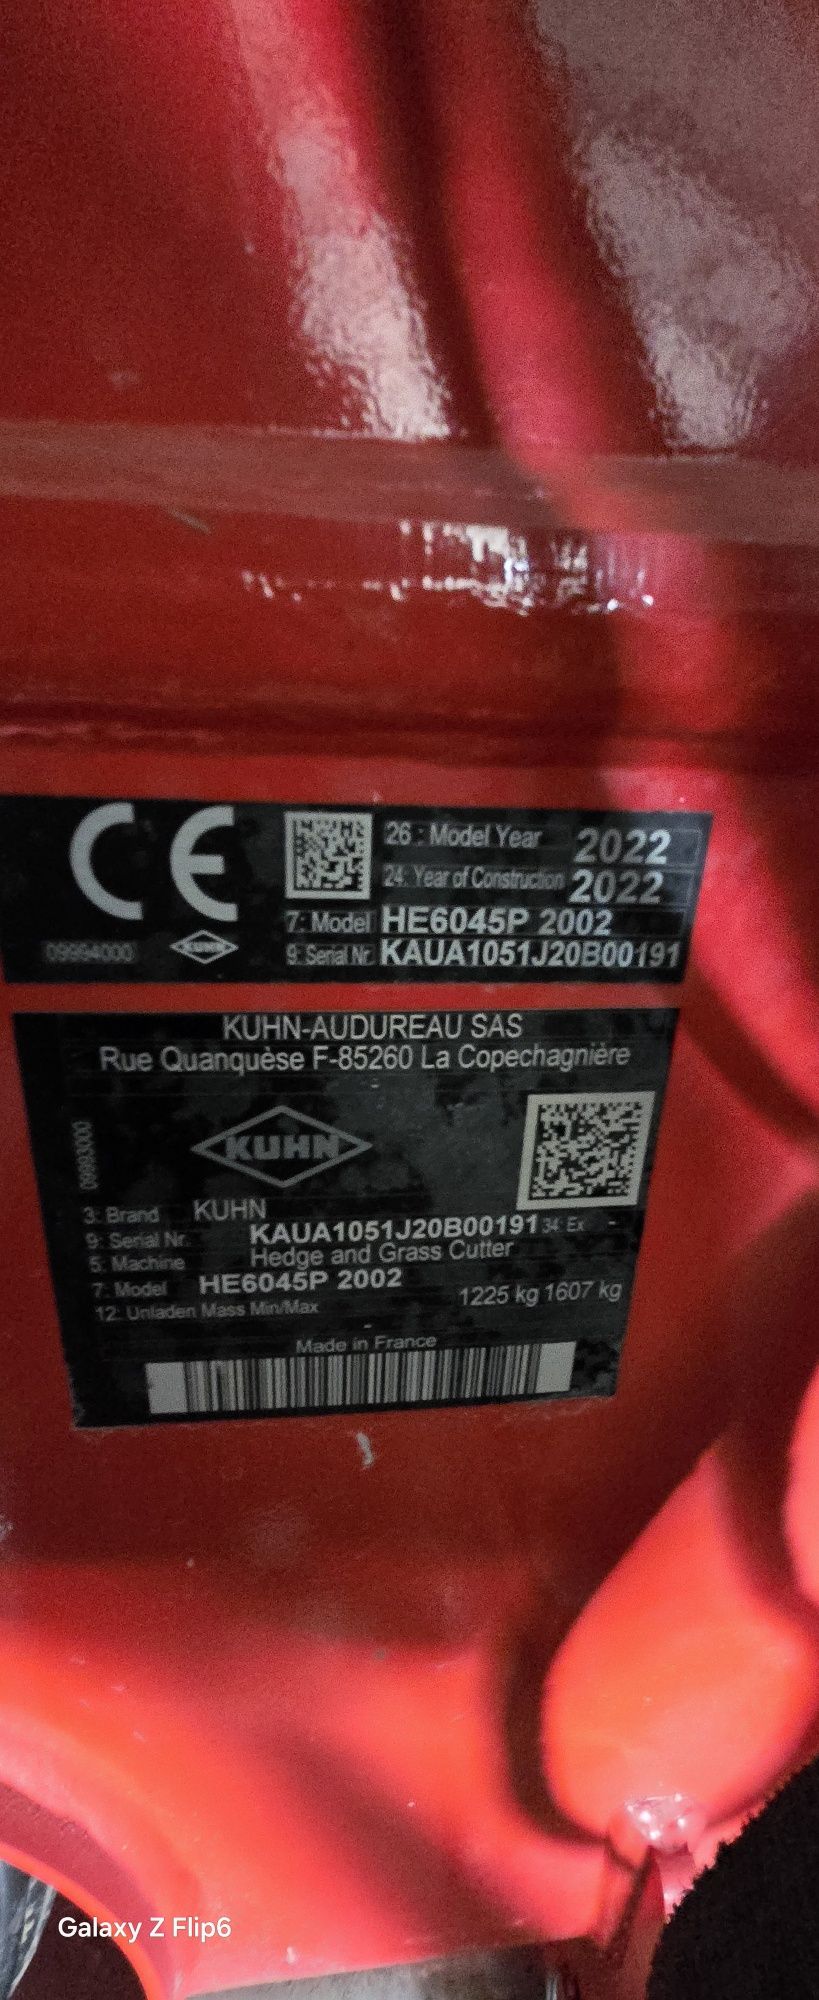 CE
26 : Model Year 2022
24: Year of Construction 2022
7: Model HE6045P 2002
09994000 KUHN 9: Serial Nr. KAUA1051J20B00191
KUHN-AUDUREAU SAS
Rue Quanquèse F-85260 La Copechagnière
09993000
KUHN
3: Brand KUHN
9: Serial Nr. KAUA1051J20B00191 34: Ex -
5: Machine Hedge and Grass Cutter
7: Model HE6045P 2002
12: Unladen Mass Min/Max 1225 kg 1607 kg
-
Made in France
Galaxy Z Flip6